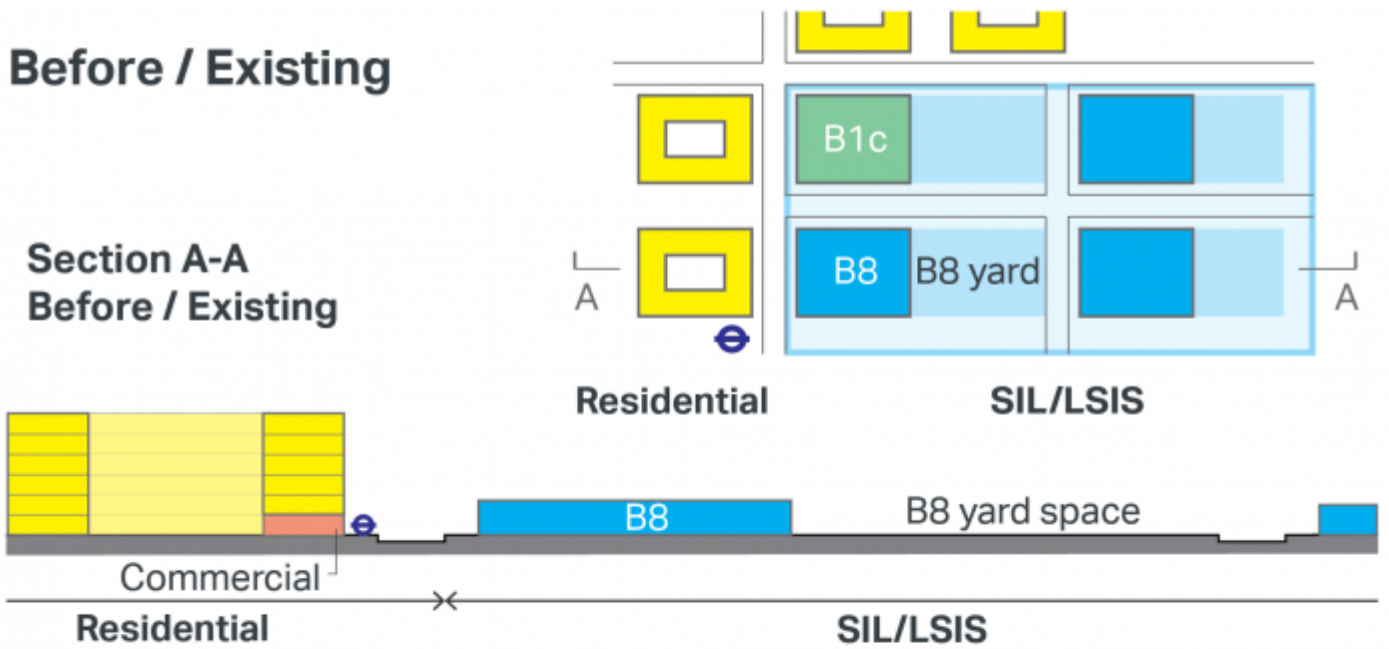 Before / Existing
B1c
Section A-A
Before / Existing
B8
B8 yard
A
A
Residential
SIL/LSIS
B8
B8 yard space
Commercial
Residential
SIL/LSIS